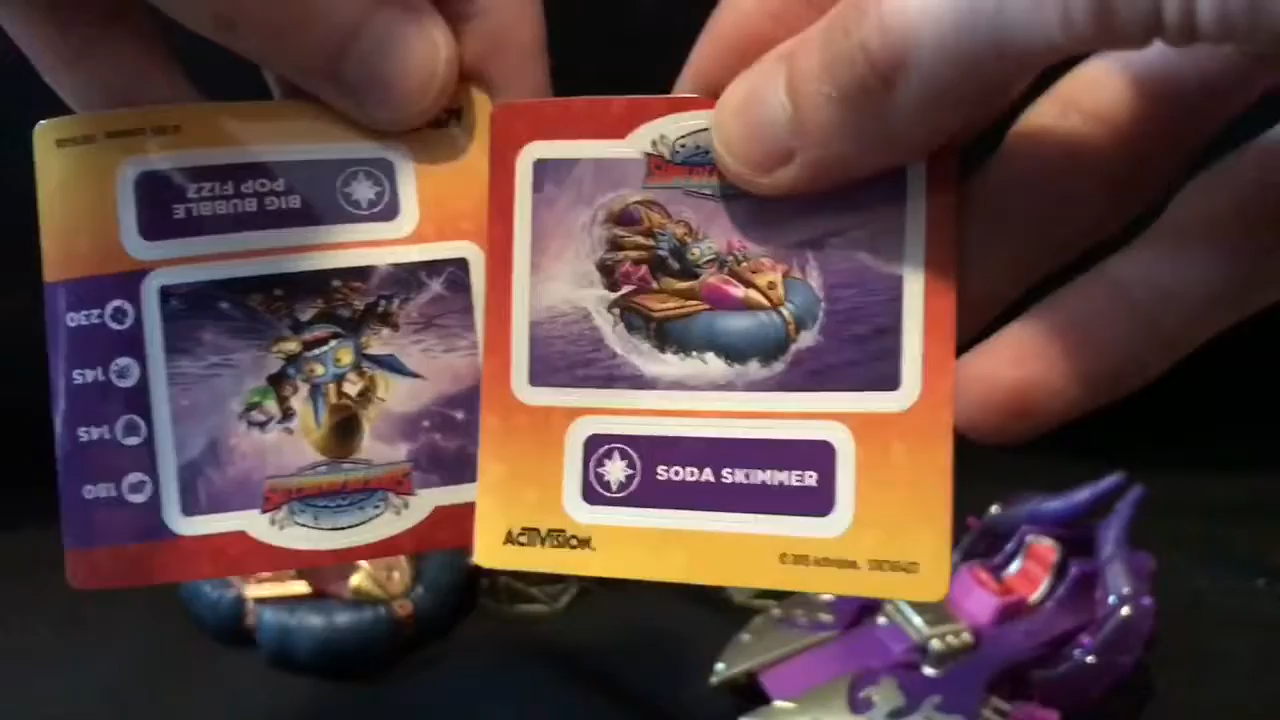 BIG BUBBLE
POP FIZZ
230
145
145
180
SODA SKIMMER
ACTIVISION.